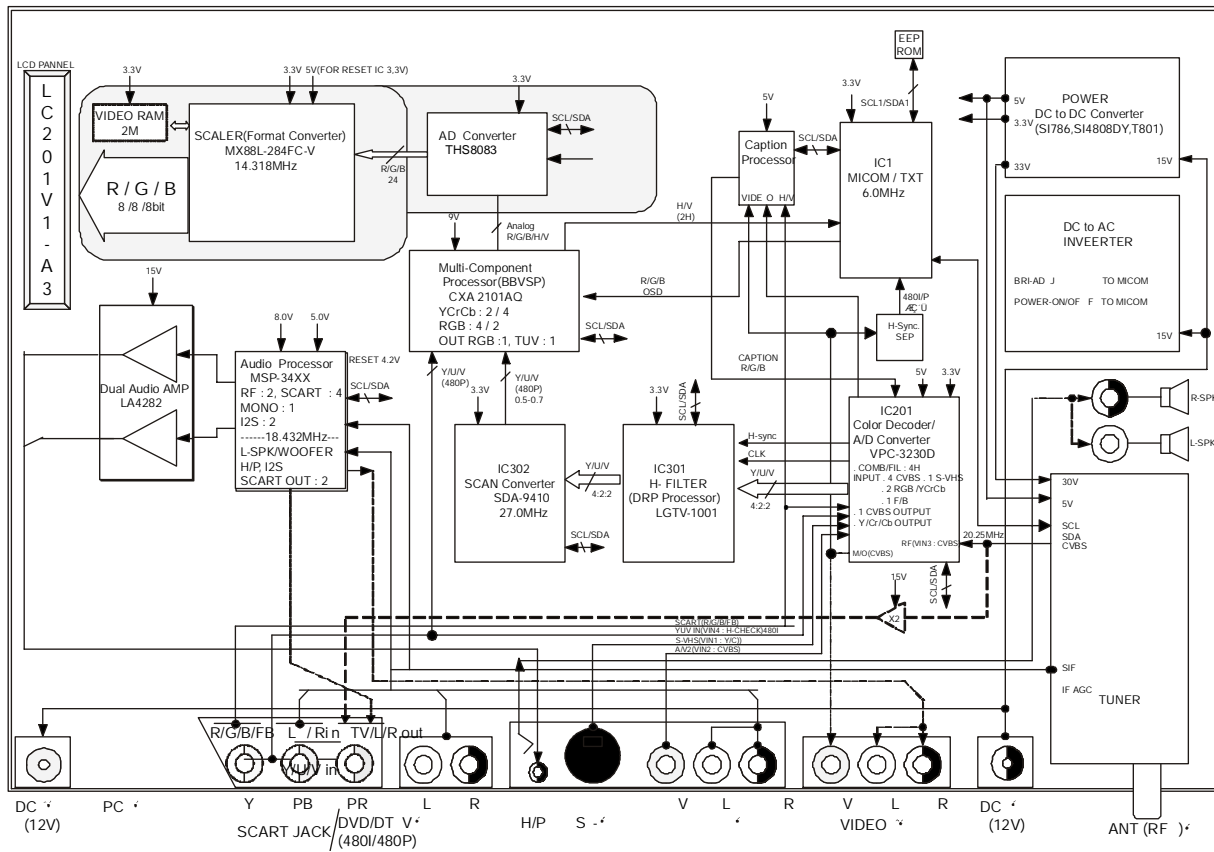 LCD PANNEL
LC201V1-A3
3.3V
VIDEO RAM
2M
R / G / B
8 /8 /8bit
3.3V
5V(FOR RESET IC 3,3V)
SCALER(Format Converter)
MX88L-284FC-V
14.318MHz
R/G/B
24
3.3V
AD Converter
THS8083
SCL/SDA
Analog
R/G/B/H/V
9V
Multi-Component
Processor(BBVSP)
CXA 2101AQ
YCrCb : 2 / 4
RGB : 4 / 2
OUT RGB :1, TUV : 1
SCL/SDA
H/V
(2H)
R/G/B
OSD
5V
Caption
Processor
VIDE O H/V
SCL/SDA
EEP
ROM
3.3V
SCL1/SDA1
IC1
MICOM / TXT
6.0MHz
480I/P
H-Sync.
SEP
5V
3.3V
33V
POWER
DC to DC Converter
(SI786,SI4808DY,T801)
15V
DC to AC
INVEERTER
BRI-AD J TO MICOM
POWER-ON/OF F TO MICOM
15V
15V
Dual Audio AMP
LA4282
8.0V
5.0V
Audio Processor
MSP-34XX
RF : 2, SCART : 4
MONO : 1
I2S : 2
------18.432MHz---
L-SPK/WOOFER
H/P, I2S
SCART OUT : 2
RESET 4.2V
SCL/SDA
Y/U/V
(480P)
Y/U/V
(480P)
0.5-0.7
3.3V
IC302
SCAN Converter
SDA-9410
27.0MHz
SCL/SDA
Y/U/V
4:2:2
3.3V
SCL/SDA
IC301
H- FILTER
(DRP Processor)
LGTV-1001
H-sync
CLK
Y/U/V
4:2:2
CAPTION
R/G/B
5V
3.3V
IC201
Color Decoder/
A/D Converter
VPC-3230D
. COMB/FIL : 4H
INPUT . 4 CVBS . 1 S-VHS
. 2 RGB /YCrCb
. 1 F/B
. 1 CVBS OUTPUT
. Y/Cr/Cb OUTPUT
RF(VIN3 : CVBS
M/O(CVBS)
20.25MHz
SCL/SDA
15V
X2
R-SPK
L-SPK
30V
5V
SCL
SDA
CVBS
SIF
IF AGC
TUNER
SCART(R/G/B/FB)
YUV IN(VIN4 : H-CHECK)480I
S-VHS(VIN1 : Y/C))
A/V2(VIN2 : CVBS)
R/G/B/FB L / Rin TV/L/R out
Y/U/V in
DC
(12V)
PC
Y PB PR
SCART JACK
DVD/DT V
(480I/480P)
L R
H/P
S -
V L R
V L R
VIDEO
DC
(12V)
ANT (RF )